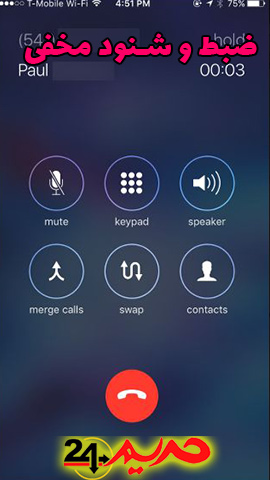 T-Mobile Wi-Fi 4:51 PM 75%
(54 hold
ضبط و شنود مخفی
Paul 00:03
mute keypad speaker
merge calls swap contacts
حریم 24